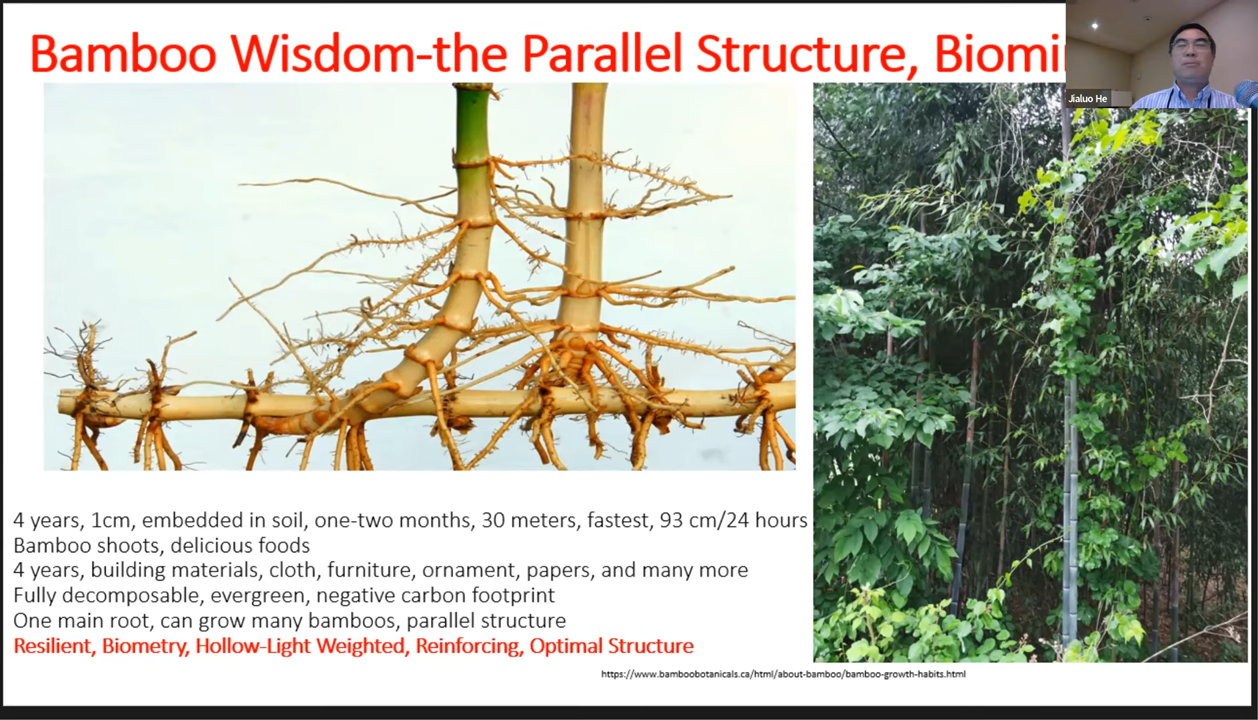 Bamboo Wisdom-the Parallel Structure, Biomi
Jialuo He
4 years, 1cm, embedded in soil, one-two months, 30 meters, fastest, 93 cm/24 hours
Bamboo shoots, delicious foods
4 years, building materials, cloth, furniture, ornament, papers, and many more
Fully decomposable, evergreen, negative carbon footprint
One main root, can grow many bamboos, parallel structure
Resilient, Biometry, Hollow-Light Weighted, Reinforcing, Optimal Structure
https://www.bamboobotanicals.ca/html/about-bamboo/bamboo-growth-habits.html